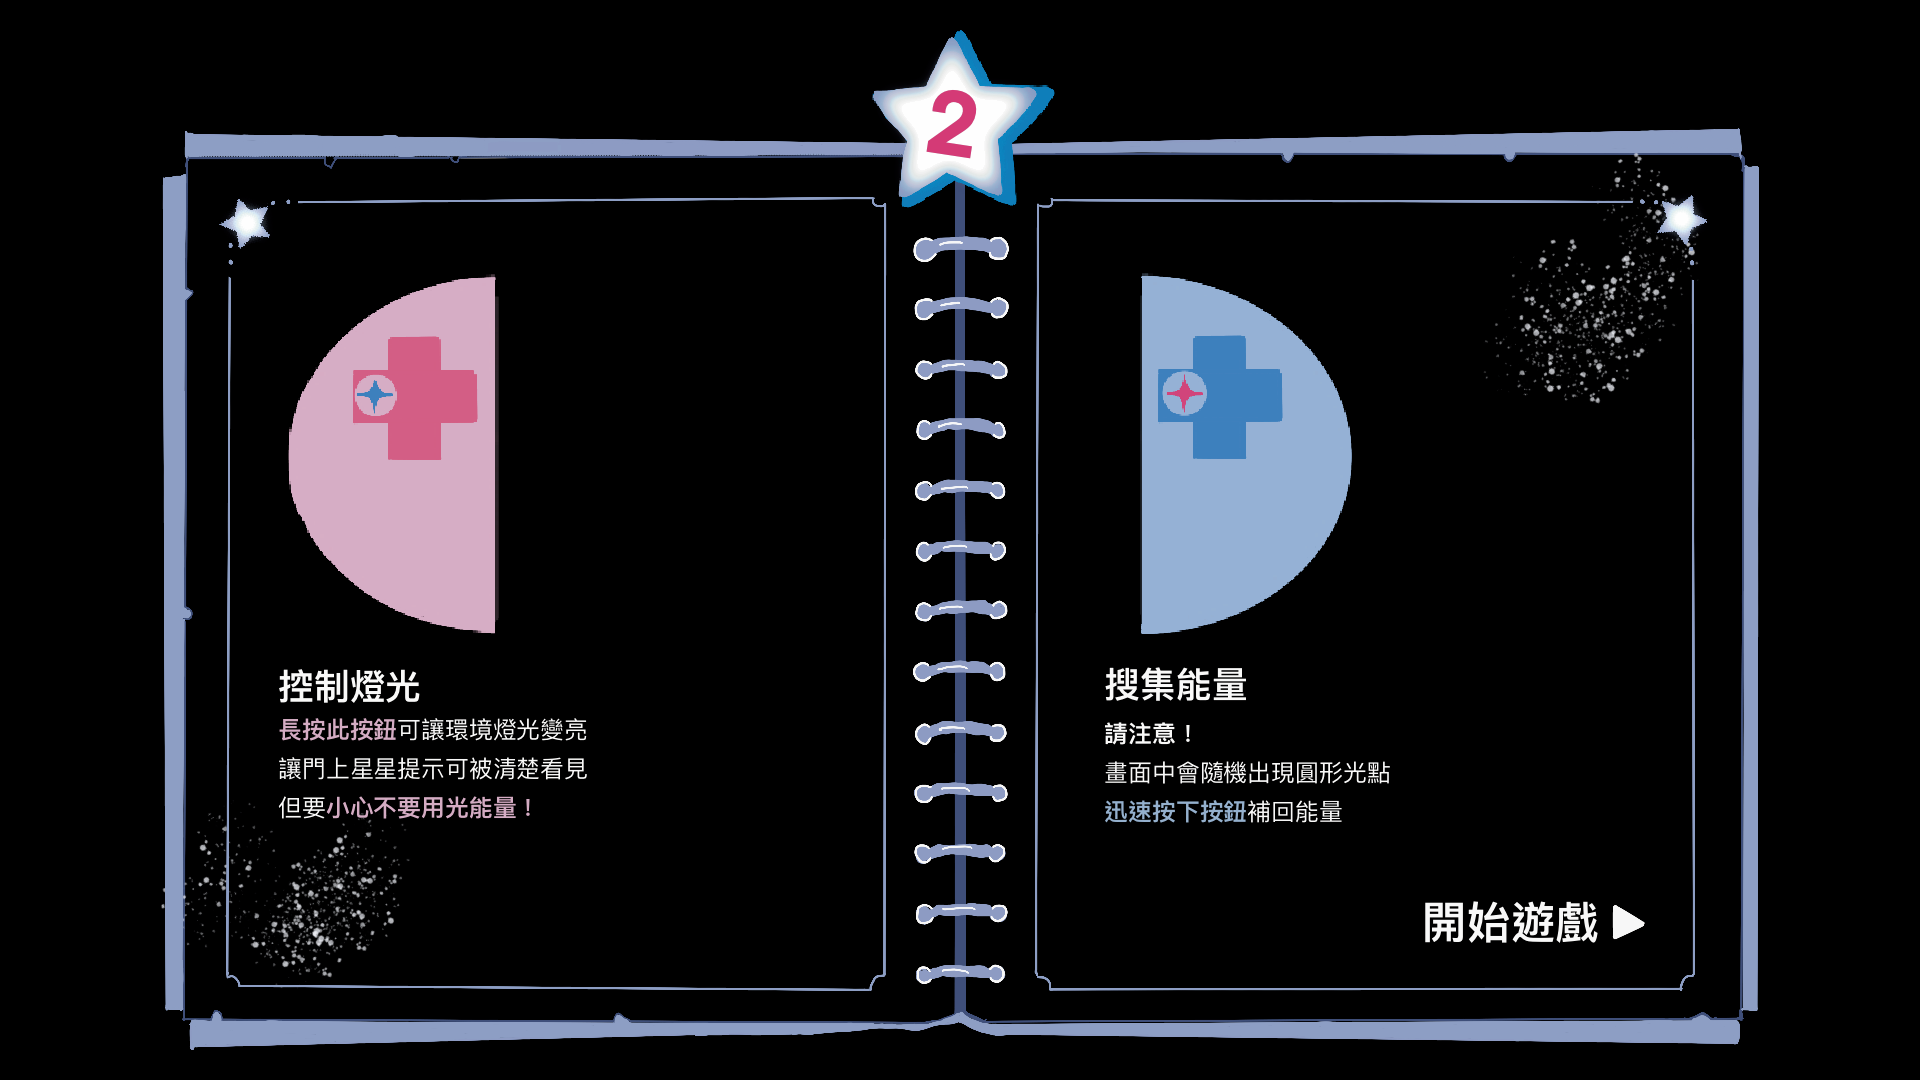 2
控制燈光
長按此按鈕可讓環境燈光變亮
讓門上星星提示可被清楚看見
但要小心不要用光能量！
搜集能量
請注意！
畫面中會隨機出現圓形光點
迅速按下按鈕補回能量
開始遊戲